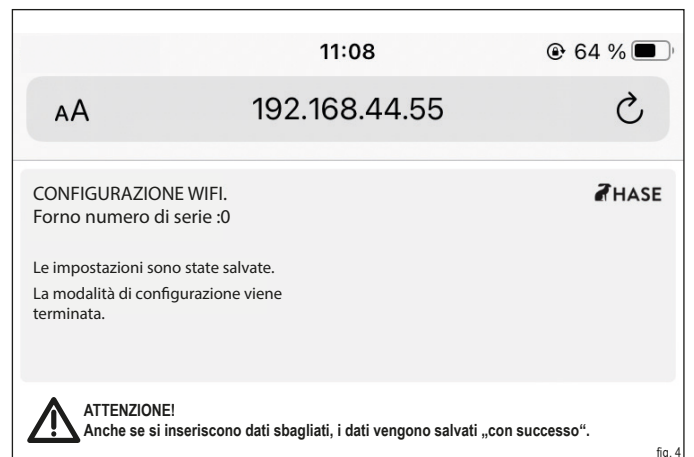 11:08
64 %
AA
192.168.44.55
CONFIGURAZIONE WIFI.
HASE
Forno numero di serie :0
Le impostazioni sono state salvate.
La modalità di configurazione viene
terminata.
ATTENZIONE!
Anche se si inseriscono dati sbagliati, i dati vengono salvati „con successo“.
fig. 4